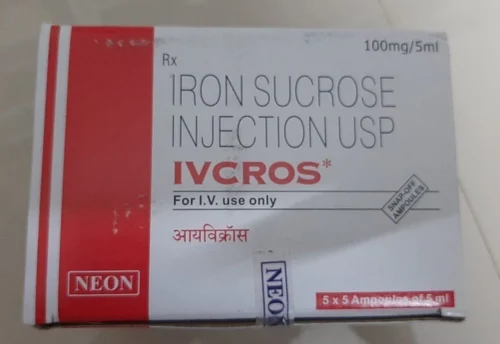 100mg/5ml
Rx
IRON SUCROSE
INJECTION USP
IVCROS*
For I.V. use only
SNAP-OFF
AMPOULES
आयविक्रॉस
NEON
NEO
5 x 5 Ampoules of 5 ml